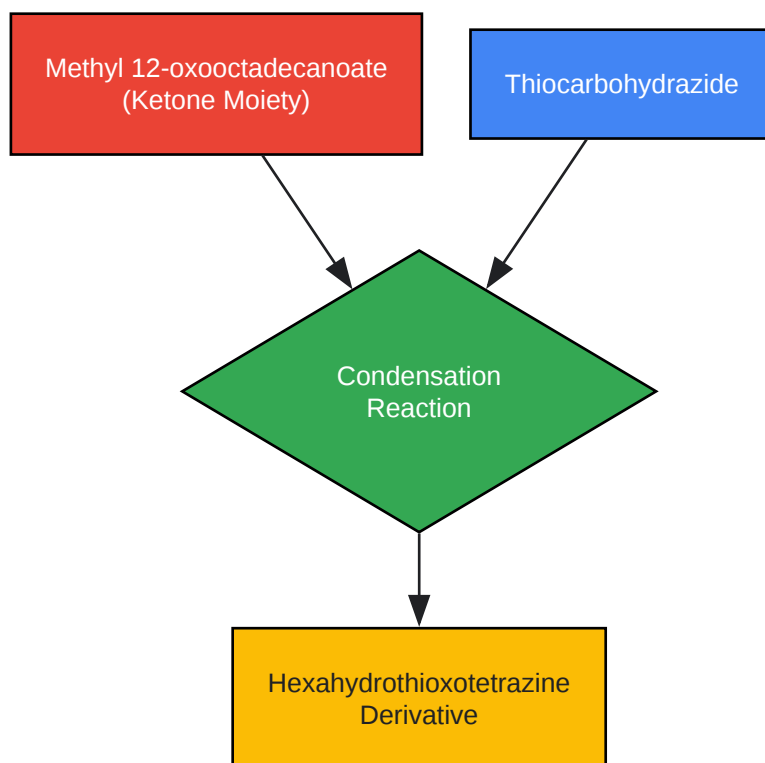 Methyl 12-oxooctadecanoate
(Ketone Moiety)
Thiocarbohydrazide
Condensation
Reaction
Hexahydrothioxotetrazine
Derivative